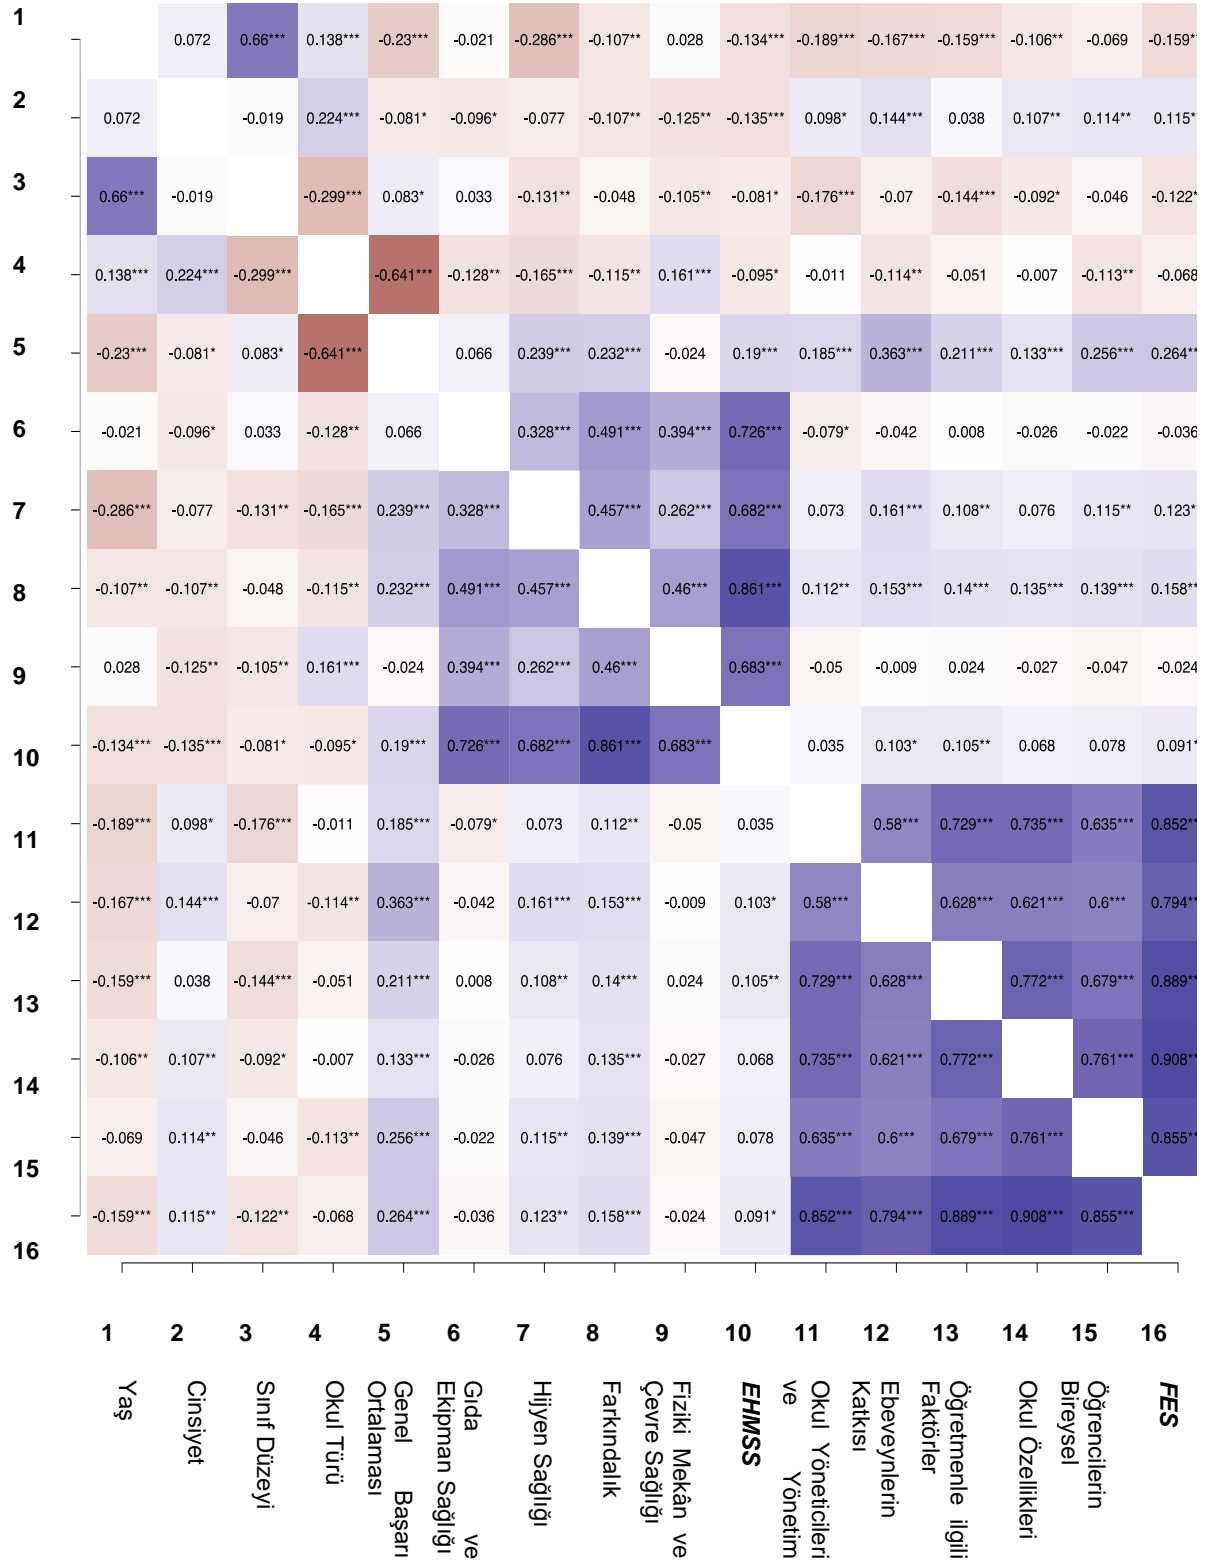 1
0.072 0.66*** 0.138*** -0.23*** -0.021 -0.286*** -0.107** 0.028 -0.134*** -0.189*** -0.167*** -0.159*** -0.106** -0.069 -0.159*
2
0.072 -0.019 0.224*** -0.081* -0.096* -0.077 -0.107** -0.125** -0.135*** 0.098* 0.144*** 0.038 0.107** 0.114** 0.115*
3
0.66*** -0.019 -0.299*** 0.083* 0.033 -0.131** -0.048 -0.105** -0.081* -0.176*** -0.07 -0.144*** -0.092* -0.046 -0.122*
4
0.138*** 0.224*** -0.299*** -0.641*** -0.128** -0.165*** -0.115** 0.161*** -0.095* -0.011 -0.114** -0.051 -0.007 -0.113** -0.068
5
-0.23*** -0.081* 0.083* -0.641*** 0.066 0.239*** 0.232*** -0.024 0.19*** 0.185*** 0.363*** 0.211*** 0.133*** 0.256*** 0.264**
6
-0.021 -0.096* 0.033 -0.128** 0.066 0.328*** 0.491*** 0.394*** 0.726*** -0.079* -0.042 0.008 -0.026 -0.022 -0.036
7
-0.286*** -0.077 -0.131** -0.165*** 0.239*** 0.328*** 0.457*** 0.262*** 0.682*** 0.073 0.161*** 0.108** 0.076 0.115** 0.123*
8
-0.107** -0.107** -0.048 -0.115** 0.232*** 0.491*** 0.457*** 0.46*** 0.861*** 0.112** 0.153*** 0.14*** 0.135*** 0.139*** 0.158**
9
0.028 -0.125** -0.105** 0.161*** -0.024 0.394*** 0.262*** 0.46*** 0.683*** -0.05 -0.009 0.024 -0.027 -0.047 -0.024
10
-0.134*** -0.135*** -0.081* -0.095* 0.19*** 0.726*** 0.682*** 0.861*** 0.683*** 0.035 0.103* 0.105** 0.068 0.078 0.091*
11
-0.189*** 0.098* -0.176*** -0.011 0.185*** -0.079* 0.073 0.112** -0.05 0.035 0.58*** 0.729*** 0.735*** 0.635*** 0.852**
12
-0.167*** 0.144*** -0.07 -0.114** 0.363*** -0.042 0.161*** 0.153*** -0.009 0.103* 0.58*** 0.628*** 0.621*** 0.6*** 0.794**
13
-0.159*** 0.038 -0.144*** -0.051 0.211*** 0.008 0.108** 0.14*** 0.024 0.105** 0.729*** 0.628*** 0.772*** 0.679*** 0.889**
14
-0.106** 0.107** -0.092* -0.007 0.133*** -0.026 0.076 0.135*** -0.027 0.068 0.735*** 0.621*** 0.772*** 0.761*** 0.908**
15
-0.069 0.114** -0.046 -0.113** 0.256*** -0.022 0.115** 0.139*** -0.047 0.078 0.635*** 0.6*** 0.679*** 0.761*** 0.855**
16
-0.159*** 0.115** -0.122** -0.068 0.264*** -0.036 0.123** 0.158*** -0.024 0.091* 0.852*** 0.794*** 0.889*** 0.908*** 0.855***
1 2 3 4 5 6 7 8 9 10 11 12 13 14 15 16
Yaş
Cinsiyet
Sınıf Düzeyi
Okul Türü
Genel Başarı
Ortalaması
Gıda ve
Ekipman Sağlığı
Hijyen Sağlığı
Farkındalık
Fiziki Mekân ve
Çevre Sağlığı
EHMSS
Okul Yöneticileri
ve Yönetim
Ebeveynlerin
Katkısı
Öğretmenle ilgili
Faktörler
Okul Özellikleri
Öğrencilerin
Bireysel
FES